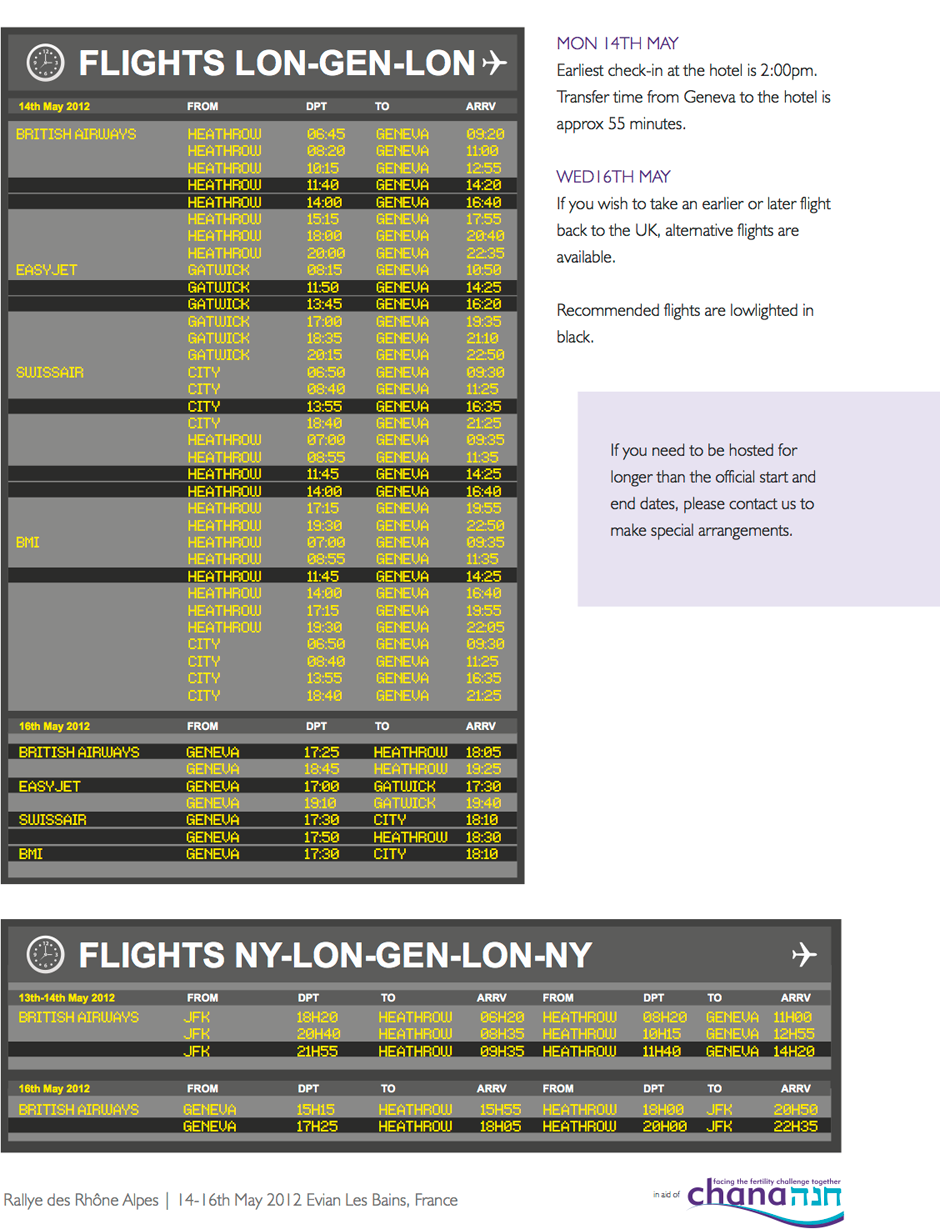 FLIGHTS LON-GEN-LON
14th May 2012 FROM DPT TO ARRV
BRITISH AIRWAYS HEATHROW 06:45 GENEVA 09:20
HEATHROW 08:20 GENEVA 11:00
HEATHROW 10:15 GENEVA 12:55
HEATHROW 11:40 GENEVA 14:20
HEATHROW 14:00 GENEVA 16:40
HEATHROW 15:15 GENEVA 17:55
HEATHROW 18:00 GENEVA 20:40
HEATHROW 20:00 GENEVA 22:35
EASYJET GATWICK 08:15 GENEVA 10:50
GATWICK 11:50 GENEVA 14:25
GATWICK 13:45 GENEVA 16:20
GATWICK 17:00 GENEVA 19:35
GATWICK 18:35 GENEVA 21:10
GATWICK 20:15 GENEVA 22:50
SWISSAIR CITY 06:50 GENEVA 09:30
CITY 08:40 GENEVA 11:25
CITY 13:55 GENEVA 16:35
CITY 18:40 GENEVA 21:25
HEATHROW 07:00 GENEVA 09:35
HEATHROW 08:55 GENEVA 11:35
HEATHROW 11:45 GENEVA 14:25
HEATHROW 14:00 GENEVA 16:40
HEATHROW 17:15 GENEVA 19:55
HEATHROW 19:30 GENEVA 22:50
BMI HEATHROW 07:00 GENEVA 09:35
HEATHROW 08:55 GENEVA 11:35
HEATHROW 11:45 GENEVA 14:25
HEATHROW 14:00 GENEVA 16:40
HEATHROW 17:15 GENEVA 19:55
HEATHROW 19:30 GENEVA 22:05
CITY 06:50 GENEVA 09:30
CITY 08:40 GENEVA 11:25
CITY 13:55 GENEVA 16:35
CITY 18:40 GENEVA 21:25
16th May 2012 FROM DPT TO ARRV
BRITISH AIRWAYS GENEVA 17:25 HEATHROW 18:05
GENEVA 18:45 HEATHROW 19:25
EASYJET GENEVA 17:00 GATWICK 17:30
GENEVA 19:10 GATWICK 19:40
SWISSAIR GENEVA 17:30 CITY 18:10
GENEVA 17:50 HEATHROW 18:30
BMI GENEVA 17:30 CITY 18:10
MON 14TH MAY
Earliest check-in at the hotel is 2:00pm.
Transfer time from Geneva to the hotel is
approx 55 minutes.
WED16TH MAY
If you wish to take an earlier or later flight
back to the UK, alternative flights are
available.
Recommended flights are lowlighted in
black.
If you need to be hosted for
longer than the official start and
end dates, please contact us to
make special arrangements.
FLIGHTS NY-LON-GEN-LON-NY
13th-14th May 2012 FROM DPT TO ARRV FROM DPT TO ARRV
BRITISH AIRWAYS JFK 18H20 HEATHROW 06H20 HEATHROW 08H20 GENEVA 11H00
JFK 20H40 HEATHROW 08H35 HEATHROW 10H15 GENEVA 12H55
JFK 21H55 HEATHROW 09H35 HEATHROW 11H40 GENEVA 14H20
16th May 2012 FROM DPT TO ARRV FROM DPT TO ARRV
BRITISH AIRWAYS GENEVA 15H15 HEATHROW 15H55 HEATHROW 18H00 JFK 20H50
GENEVA 17H25 HEATHROW 18H05 HEATHROW 20H00 JFK 22H35
Rallye des Rhône Alpes | 14-16th May 2012 Evian Les Bains, France
facing the fertility challenge together
in aid of chana חנה